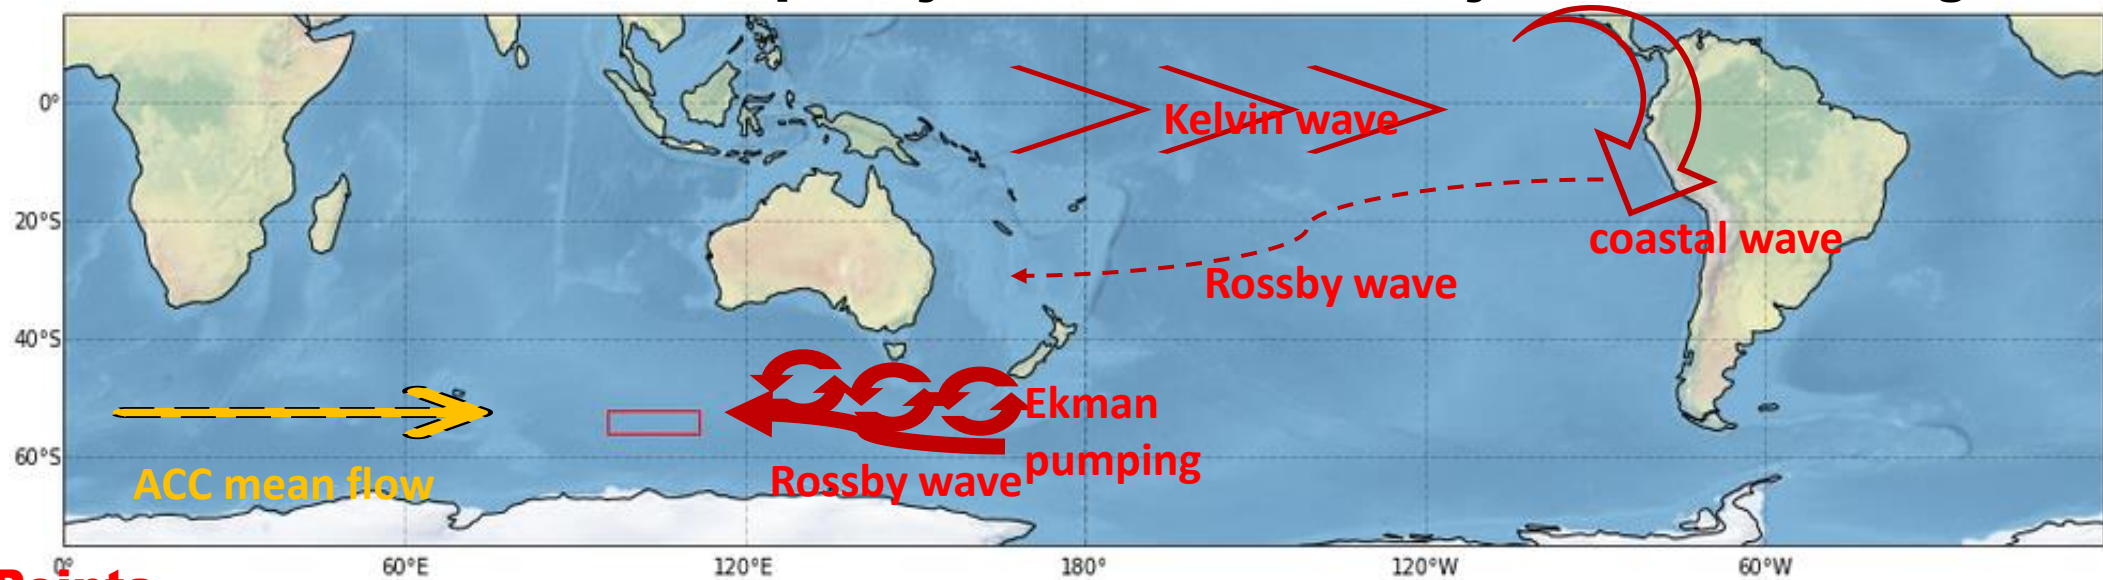 0°
Kelvin wave
20°S
coastal wave
Rossby wave
40°S
Ekman
pumping
60°S
ACC mean flow
Rossby wave
0°
60°E
120°E
180°
120°W
60°W